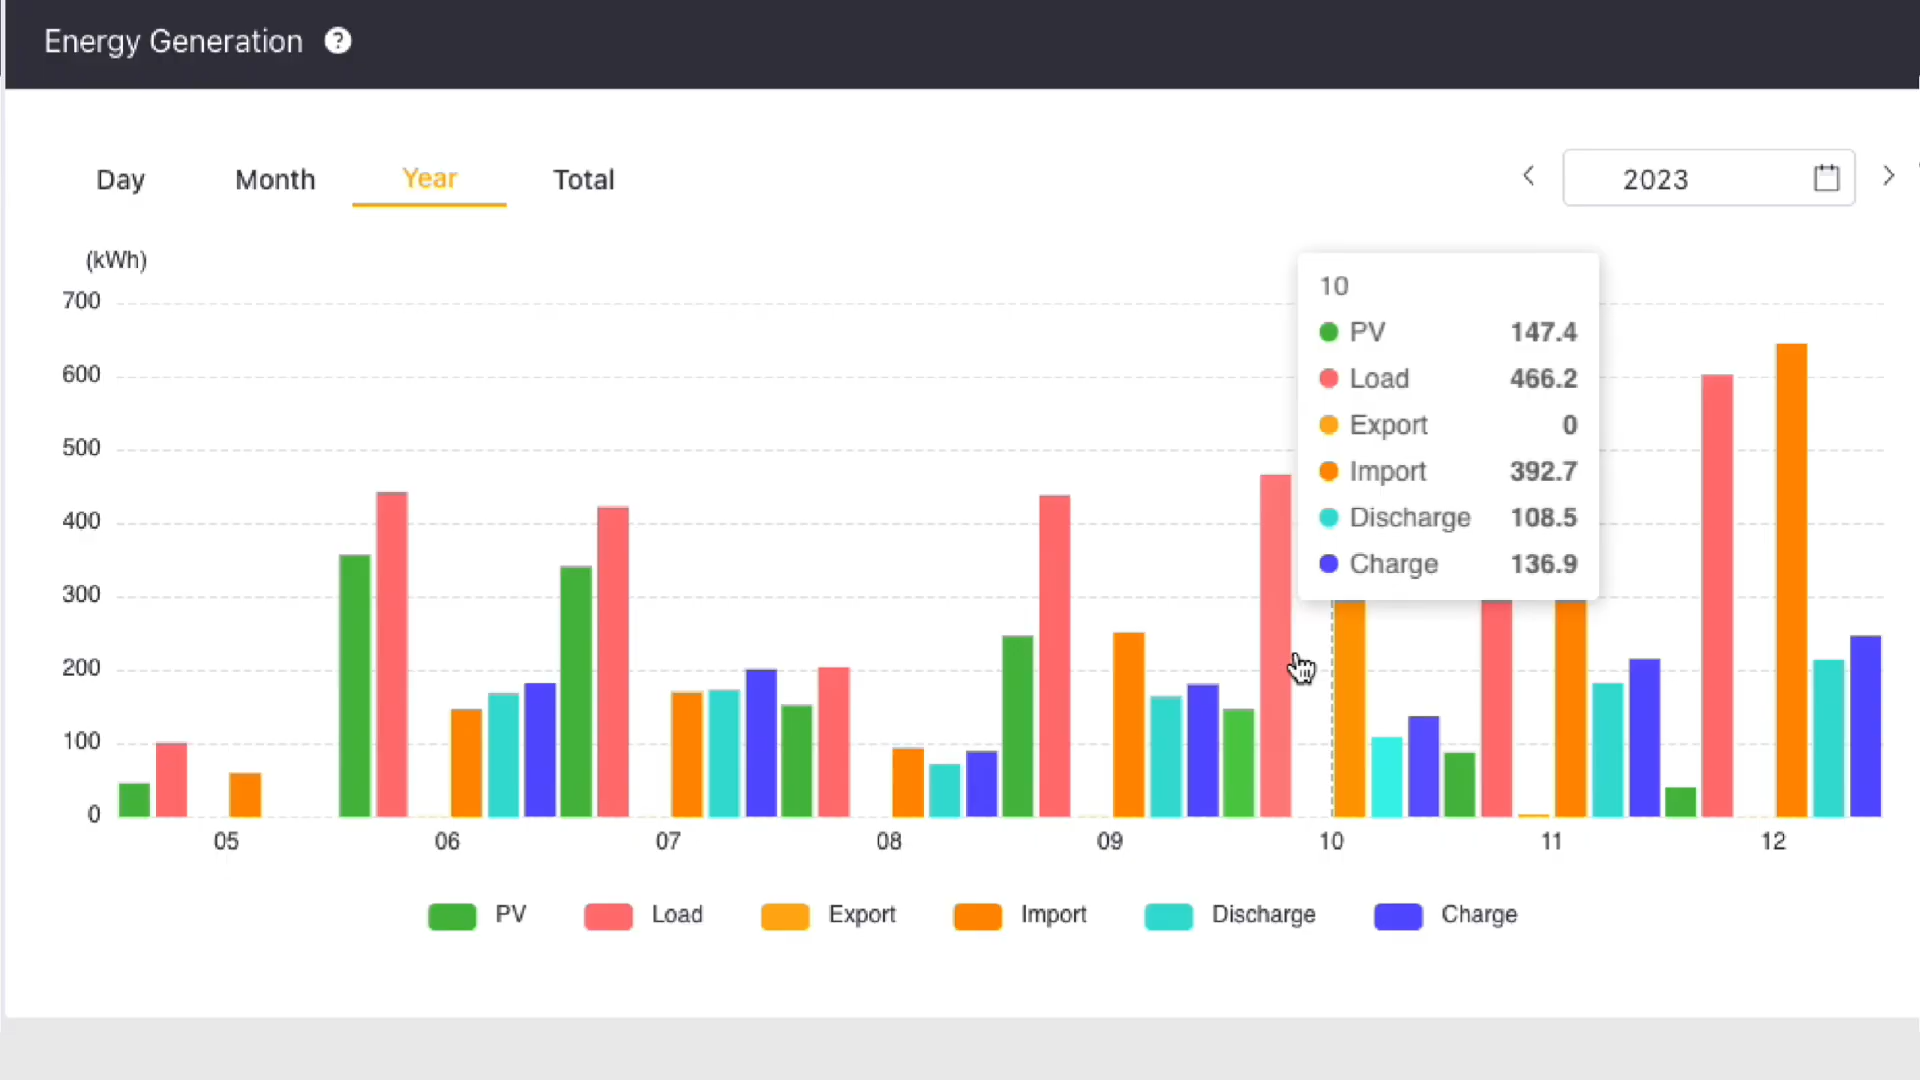 Energy Generation ?
Day Month Year Total 2023
(kWh)
700
600
500
400
300
200
100
0
10
PV 147.4
Load 466.2
Export 0
Import 392.7
Discharge 108.5
Charge 136.9
05 06 07 08 09 10 11 12
PV Load Export Import Discharge Charge